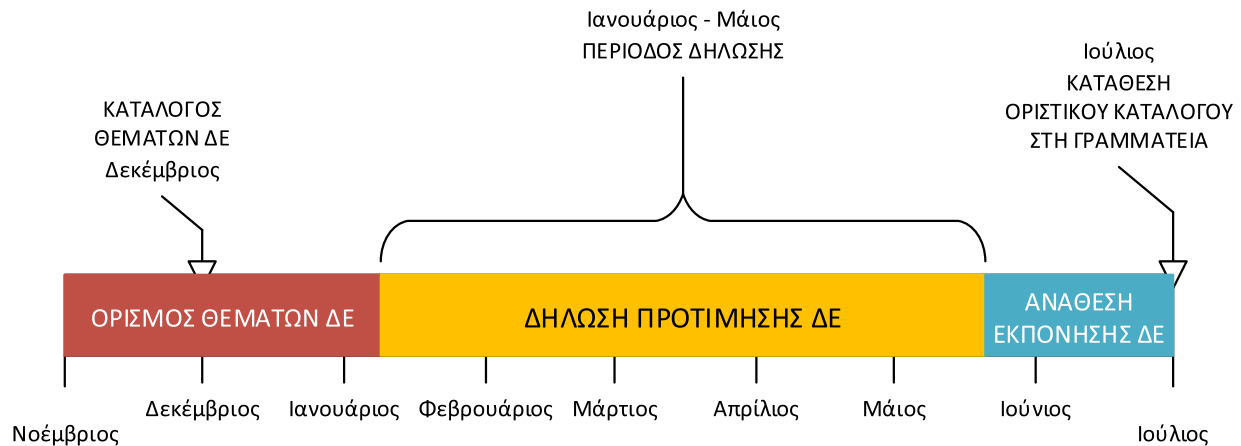 Ιανουάριος - Μάιος
ΠΕΡΙΟΔΟΣ ΔΗΛΩΣΗΣ
Ιούλιος
ΚΑΤΑΘΕΣΗ
ΟΡΙΣΤΙΚΟΥ ΚΑΤΑΛΟΓΟΥ
ΣΤΗ ΓΡΑΜΜΑΤΕΙΑ
ΚΑΤΑΛΟΓΟΣ
ΘΕΜΑΤΩΝ ΔΕ
Δεκέμβριος
ΟΡΙΣΜΟΣ ΘΕΜΑΤΩΝ ΔΕ
ΔΗΛΩΣΗ ΠΡΟΤΙΜΗΣΗΣ ΔΕ
ΑΝΑΘΕΣΗ
ΕΚΠΟΝΗΣΗΣ ΔΕ
Νοέμβριος
Δεκέμβριος
Ιανουάριος
Φεβρουάριος
Μάρτιος
Απρίλιος
Μάιος
Ιούνιος
Ιούλιος